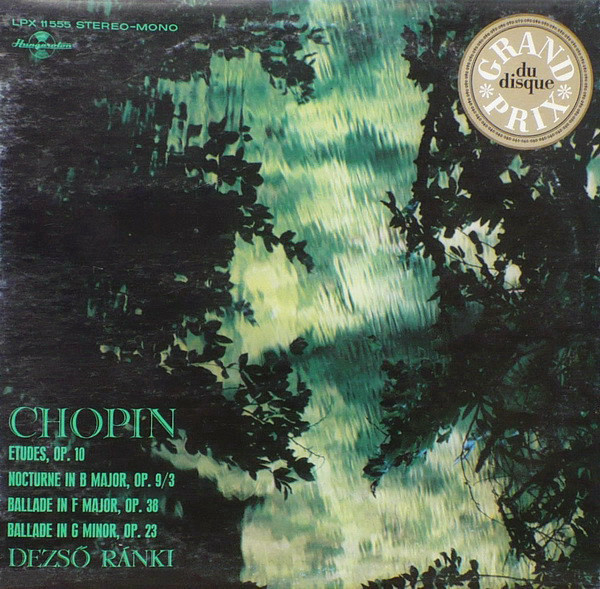 LPX 11555 STEREO-MONO
Hungaroton
GRAND
du
disque
PRIX
CHOPIN
ETUDES, OP. 10
NOCTURNE IN B MAJOR, OP. 9/3
BALLADE IN F MAJOR, OP. 38
BALLADE IN G MINOR, OP. 23
DEZSŐ RÁNKI